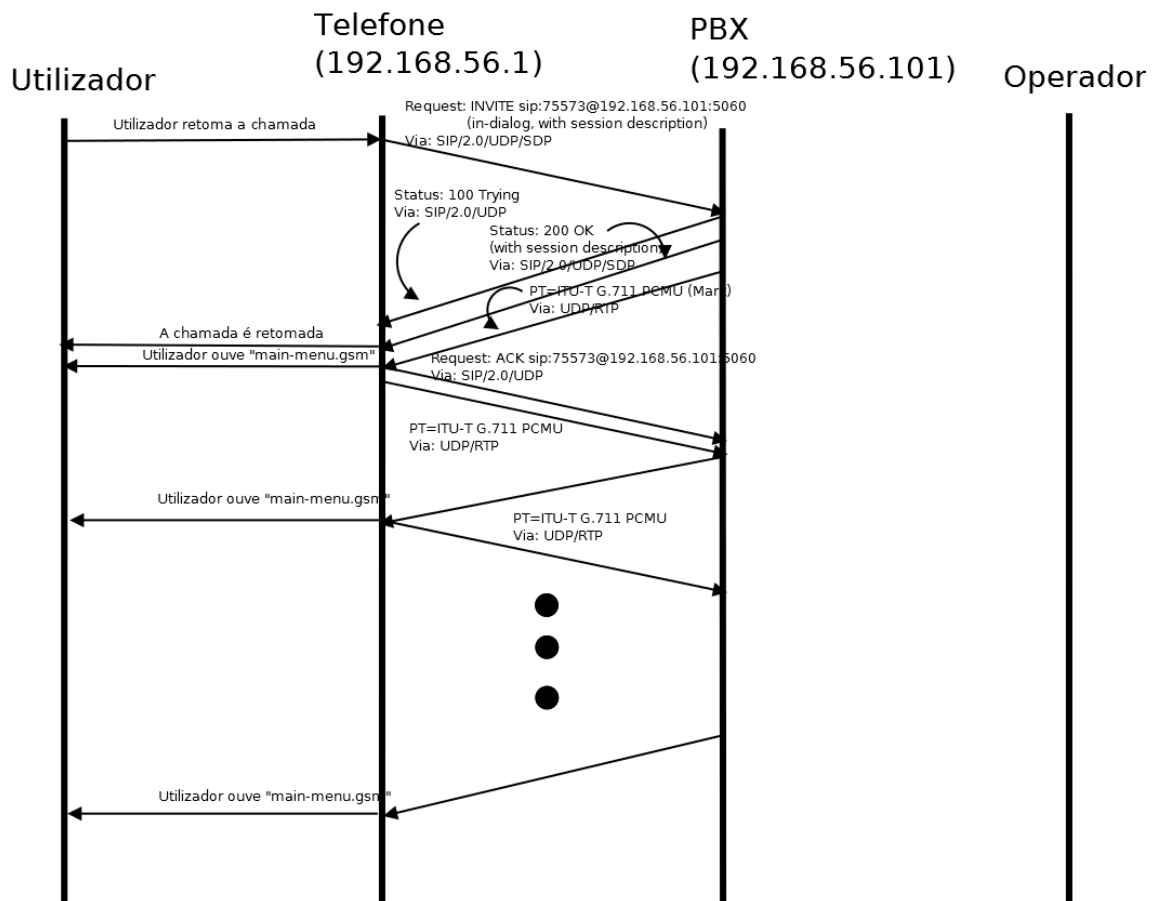 Utilizador
Telefone
(192.168.56.1)
PBX
(192.168.56.101)
Operador
Utilizador retoma a chamada
Request: INVITE sip:75573@192.168.56.101:5060
(in-dialog, with session description)
Via: SIP/2.0/UDP/SDP
Status: 100 Trying
Via: SIP/2.0/UDP
Status: 200 OK
(with session description)
Via: SIP/2.0/UDP/SDP
PT=ITU-T G.711 PCMU (Mark)
Via: UDP/RTP
A chamada é retomada
Utilizador ouve "main-menu.gsm"
Request: ACK sip:75573@192.168.56.101:5060
Via: SIP/2.0/UDP
PT=ITU-T G.711 PCMU
Via: UDP/RTP
Utilizador ouve "main-menu.gsm"
PT=ITU-T G.711 PCMU
Via: UDP/RTP
Utilizador ouve "main-menu.gsm"